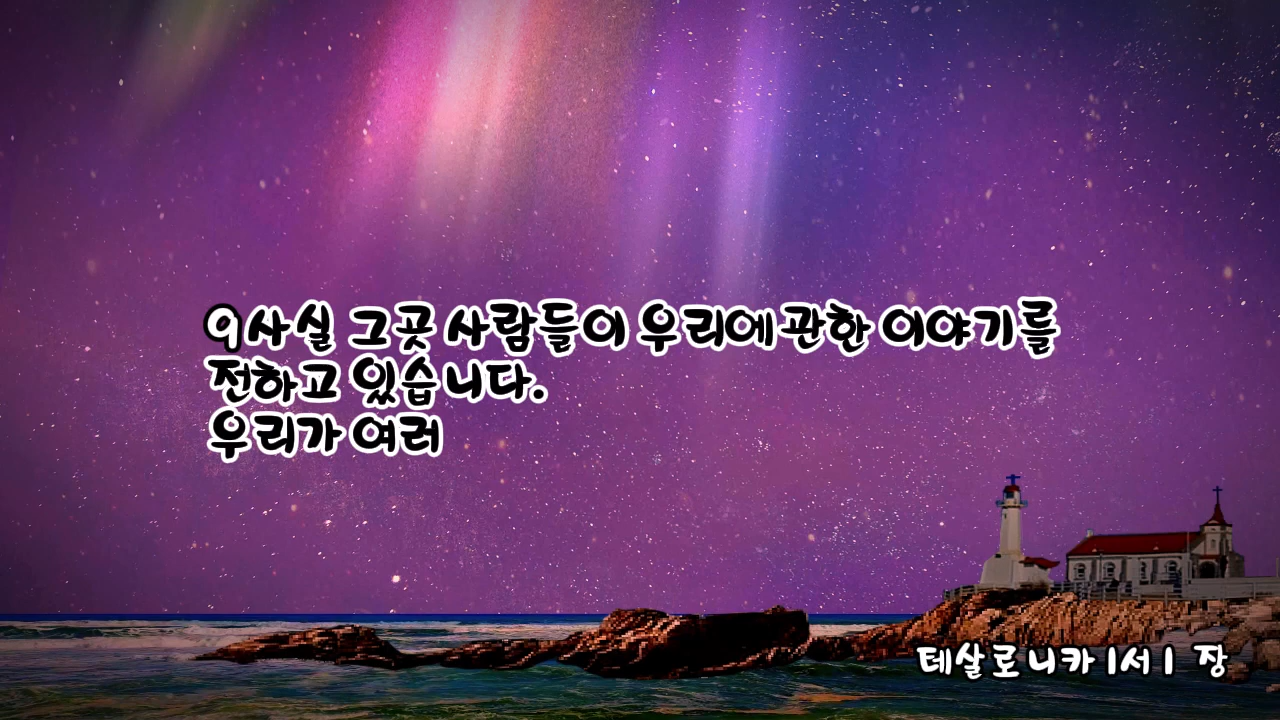 9사실 그곳 사람들이 우리에 관한 이야기를
전하고 있습니다.
우리가 여러
테살로니카 1서 1 장